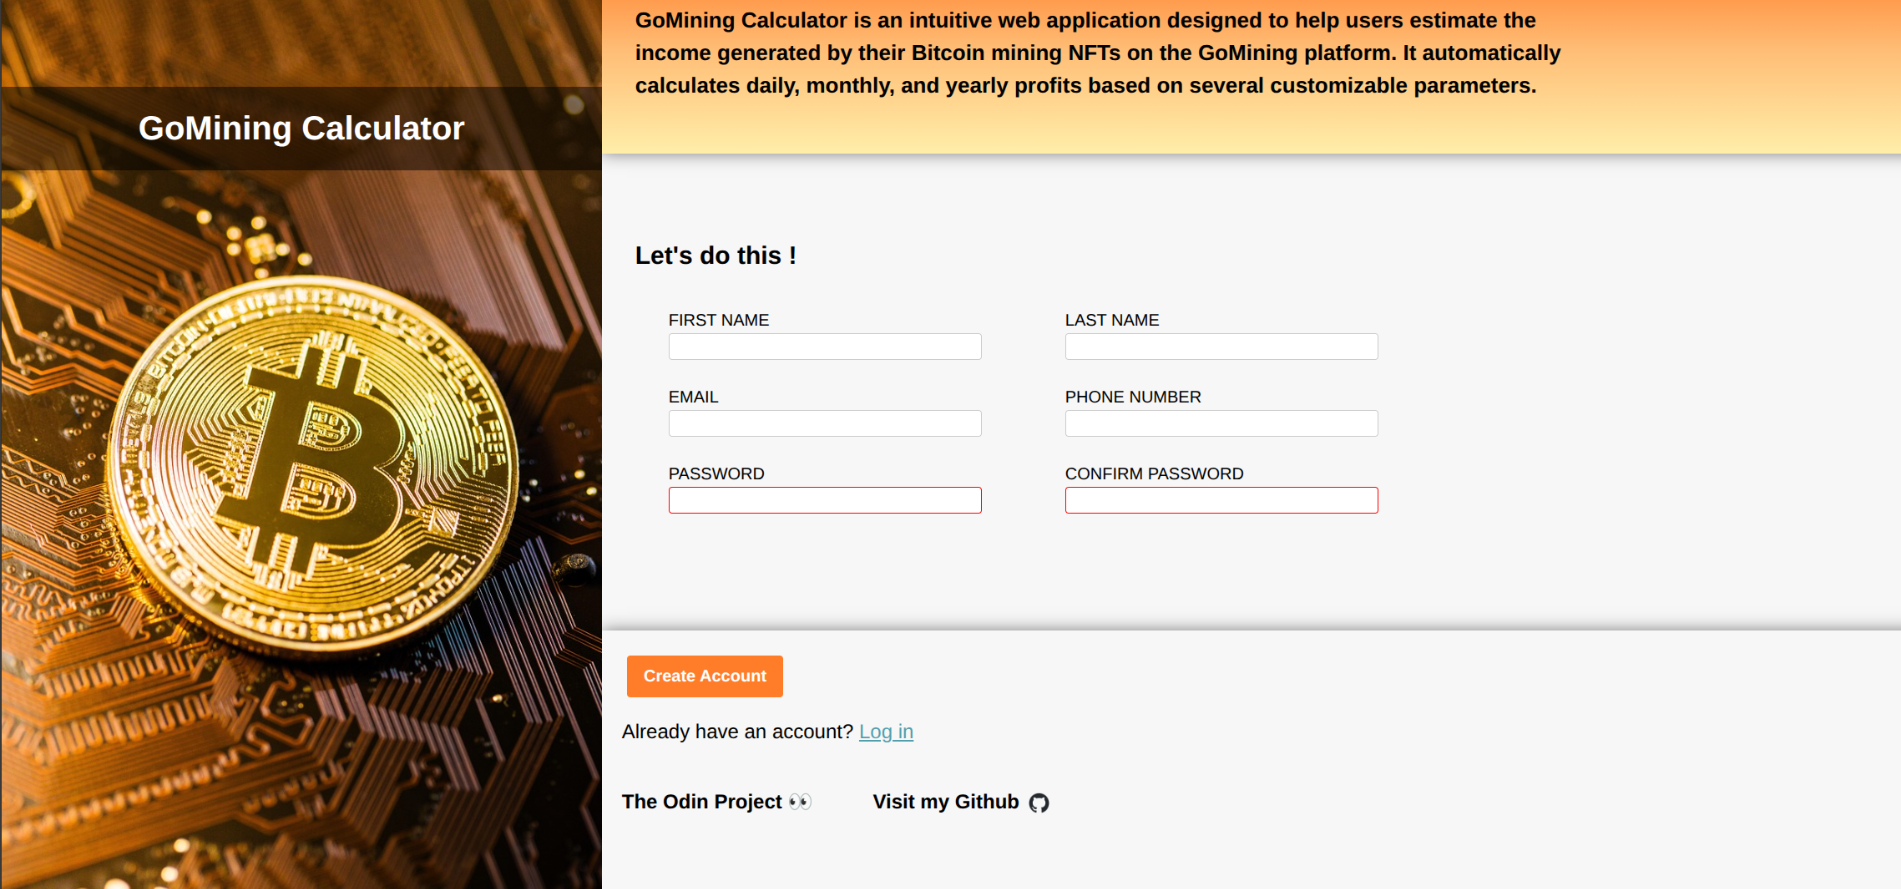 GoMining Calculator
GoMining Calculator is an intuitive web application designed to help users estimate the
income generated by their Bitcoin mining NFTs on the GoMining platform. It automatically
calculates daily, monthly, and yearly profits based on several customizable parameters.
Let's do this !
FIRST NAME
LAST NAME
EMAIL
PHONE NUMBER
PASSWORD
CONFIRM PASSWORD
Create Account
Already have an account? Log in
The Odin Project 👀
Visit my Github